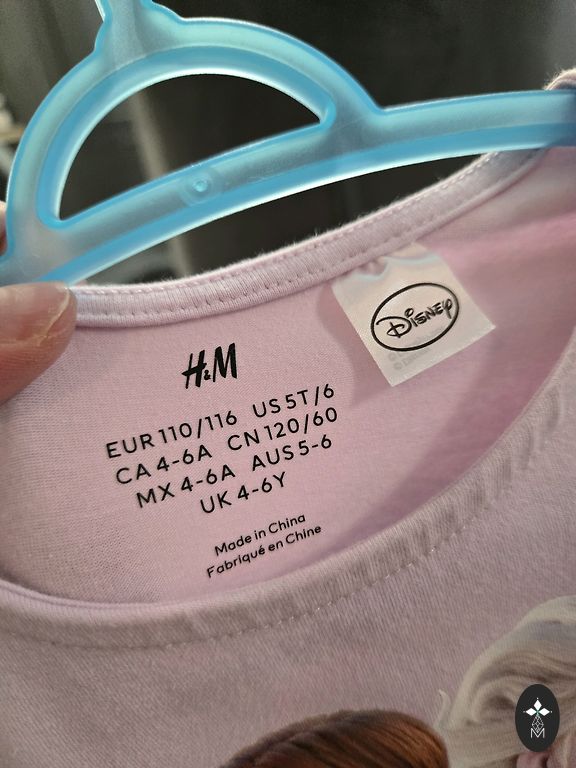 H&M
DISNEY
EUR 110/116 US 5T/6
CA 4-6A CN 120/60
MX 4-6A AUS 5-6
UK 4-6Y
Made in China
Fabriqué en Chine
M